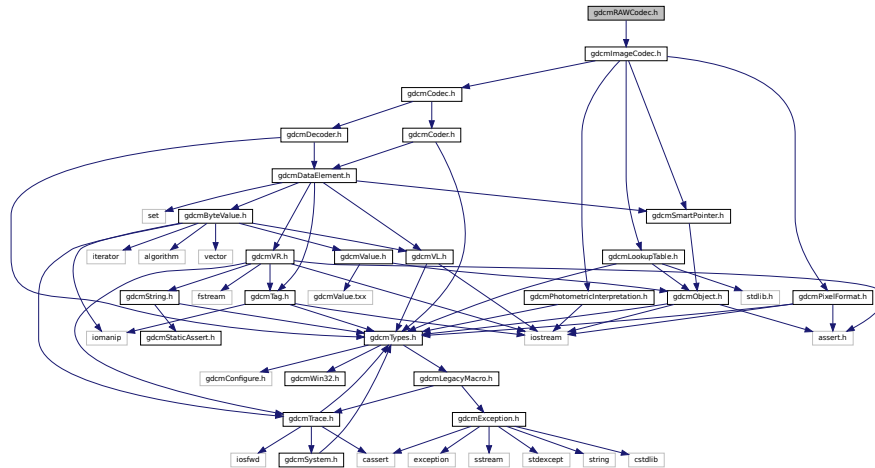 gdcmRAWCodec.h
gdcmImageCodec.h
gdcmCodec.h
gdcmDecoder.h
gdcmCoder.h
gdcmDataElement.h
set
gdcmByteValue.h
gdcmSmartPointer.h
iterator
algorithm
vector
gdcmVR.h
gdcmValue.h
gdcmVL.h
gdcmLookupTable.h
gdcmString.h
fstream
gdcmTag.h
gdcmValue.txx
gdcmPhotometricInterpretation.h
gdcmObject.h
stdlib.h
gdcmPixelFormat.h
iomanip
gdcmStaticAssert.h
gdcmTypes.h
iostream
assert.h
gdcmConfigure.h
gdcmWin32.h
gdcmLegacyMacro.h
gdcmTrace.h
gdcmException.h
iosfwd
gdcmSystem.h
cassert
exception
sstream
stdexcept
string
cstdlib